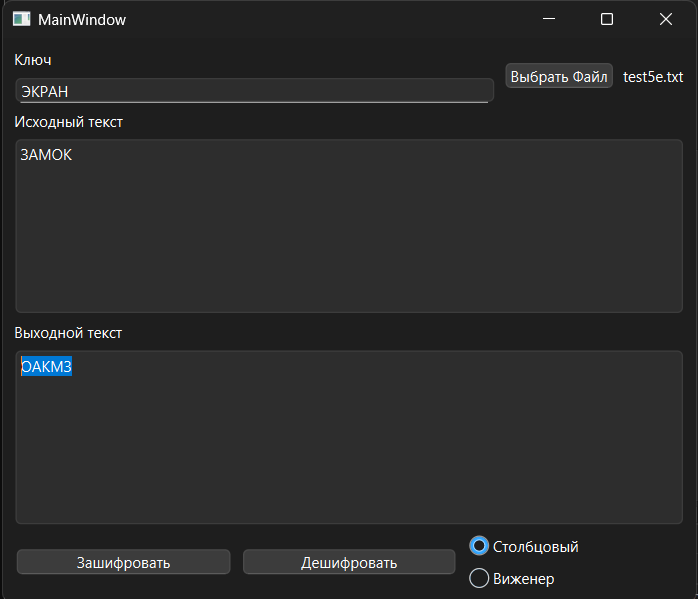 MainWindow
Ключ
ЭКРАН
Выбрать Файл test5e.txt
Исходный текст
ЗАМОК
Выходной текст
ОАКМЗ
Зашифровать
Дешифровать
Столбцовый
Виженер